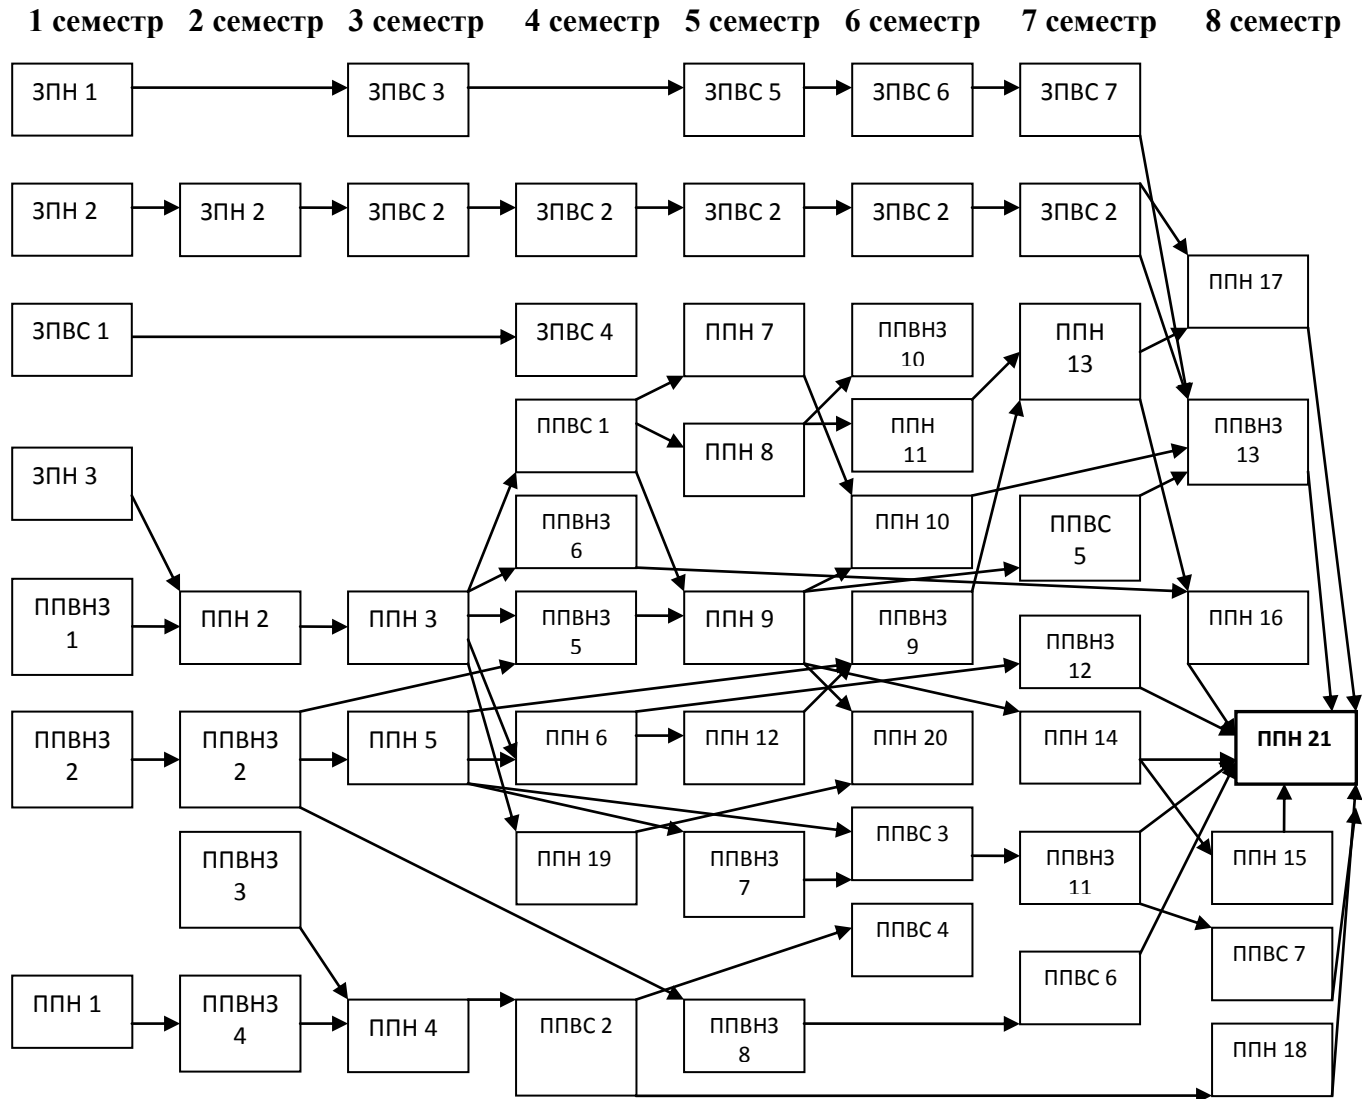 1 семестр 2 семестр 3 семестр 4 семестр 5 семестр 6 семестр 7 семестр 8 семестр
ЗПН 1
ЗПВС 3
ЗПВС 5
ЗПВС 6
ЗПВС 7
ЗПН 2
ЗПН 2
ЗПВС 2
ЗПВС 2
ЗПВС 2
ЗПВС 2
ЗПВС 2
ППН 17
ЗПВС 1
ЗПВС 4
ППН 7
ППВНЗ
10
ППН
13
ППВС 1
ППН 8
ППН
11
ППВНЗ
13
ЗПН 3
ППВНЗ
6
ППН 10
ППВС
5
ППВНЗ
1
ППН 2
ППН 3
ППВНЗ
5
ППН 9
ППВНЗ
9
ППВНЗ
12
ППН 16
ППВНЗ
2
ППВНЗ
2
ППН 5
ППН 6
ППН 12
ППН 20
ППН 14
ППН 21
ППВНЗ
3
ППН 19
ППВНЗ
7
ППВС 3
ППВНЗ
11
ППН 15
ППВС 4
ППВС 7
ППН 1
ППВНЗ
4
ППН 4
ППВС 2
ППВНЗ
8
ППВС 6
ППН 18